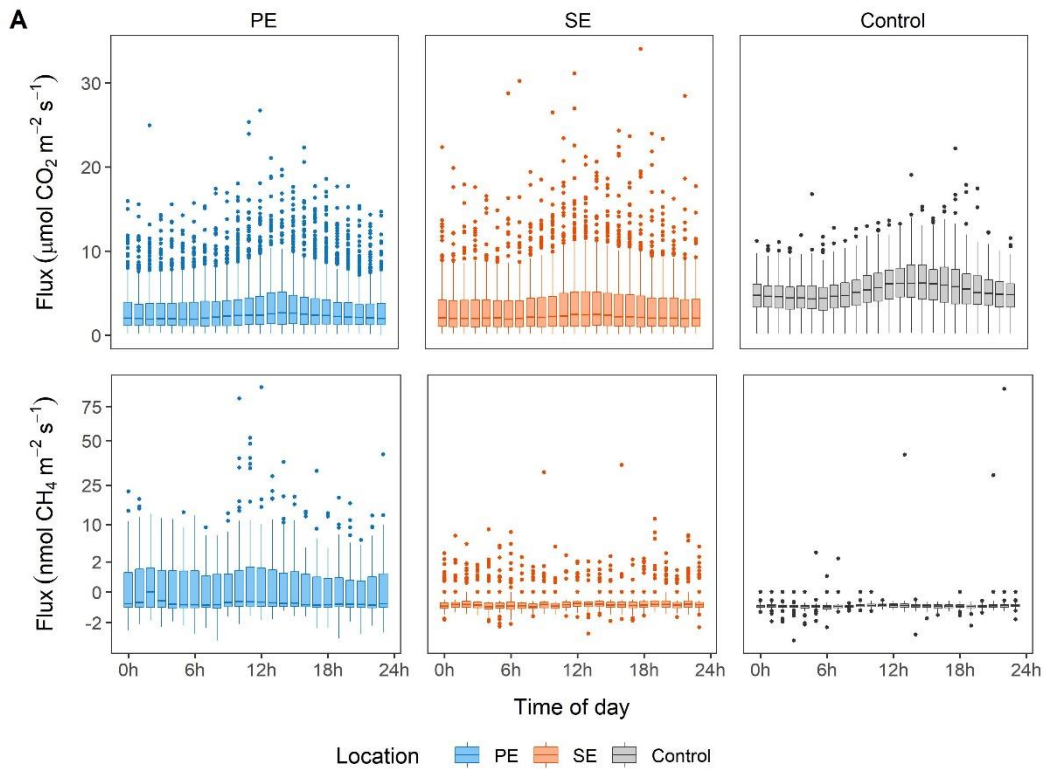 A
PE SE Control
Flux (μmol CO₂ m⁻² s⁻¹)
30
20
10
0
Flux (nmol CH₄ m⁻² s⁻¹)
75
50
25
10
2
0
-2
0h 6h 12h 18h 24h 0h 6h 12h 18h 24h 0h 6h 12h 18h 24h
Time of day
Location PE SE Control